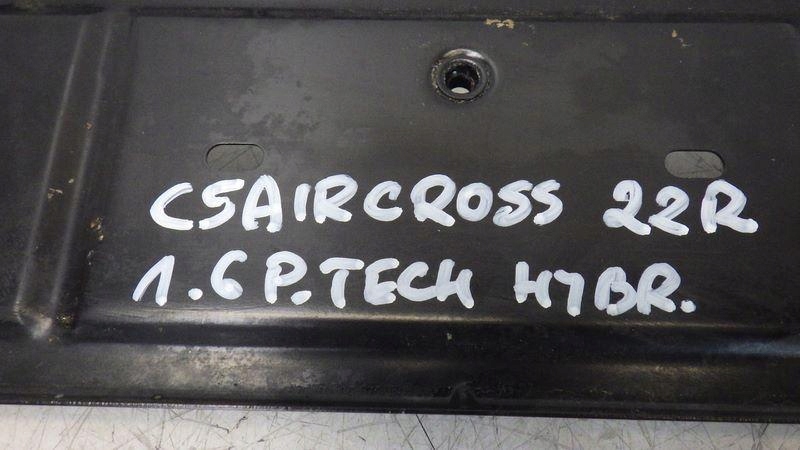 C5AIRCROSS 22R
1.6 P.TECH HYBR.